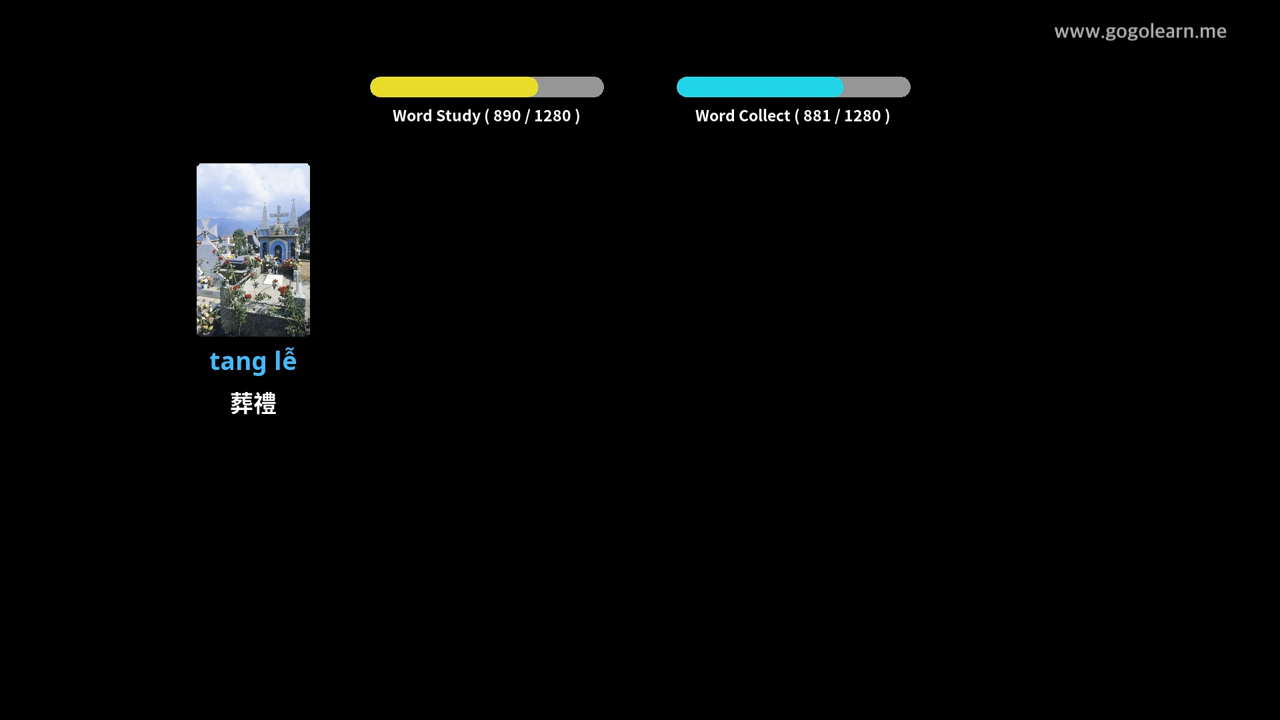 www.gogolearn.me
Word Study ( 890 / 1280 )
Word Collect ( 881 / 1280 )
tang lễ
葬禮